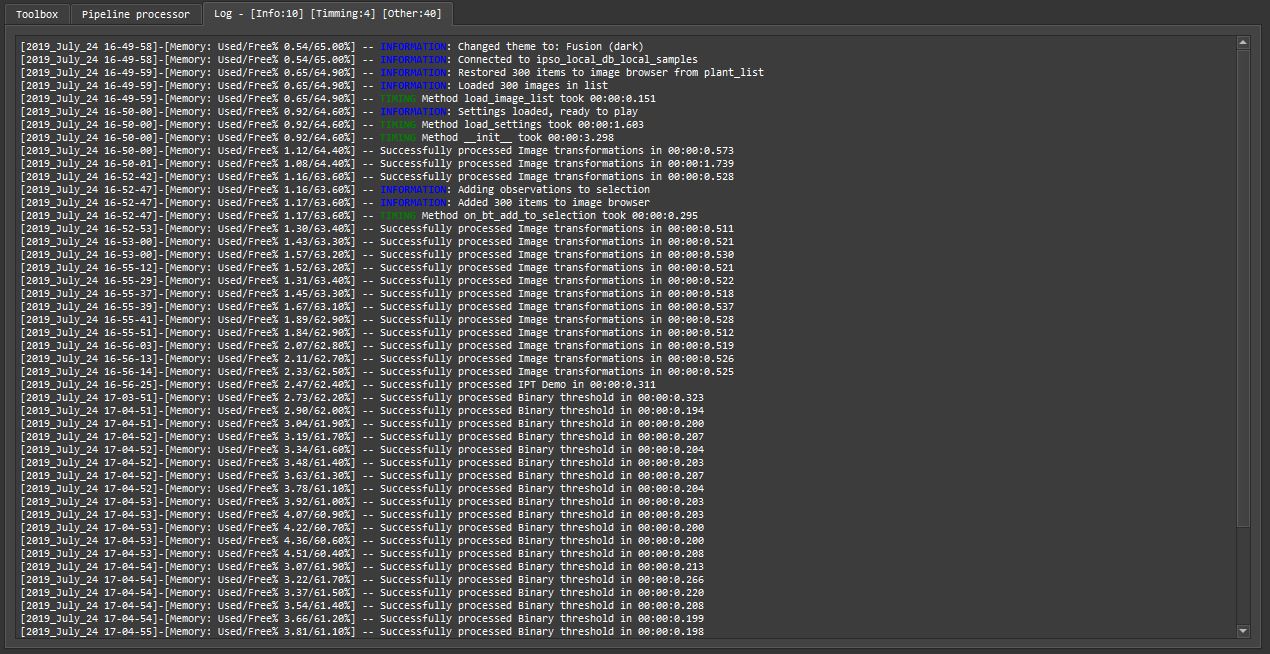 Toolbox
Pipeline processor
Log - [Info:10] [Timming:4] [Other:40]
[2019_July_24 16-49-58]-[Memory: Used/Free% 0.54/65.00%] -- INFORMATION: Changed theme to: Fusion (dark)
[2019_July_24 16-49-58]-[Memory: Used/Free% 0.54/65.00%] -- INFORMATION: Connected to ipso_local_db_local_samples
[2019_July_24 16-49-59]-[Memory: Used/Free% 0.65/64.90%] -- INFORMATION: Restored 300 items to image browser from plant_list
[2019_July_24 16-49-59]-[Memory: Used/Free% 0.65/64.90%] -- INFORMATION: Loaded 300 images in list
[2019_July_24 16-49-59]-[Memory: Used/Free% 0.65/64.90%] -- TIMING Method load_image_list took 00:00:0.151
[2019_July_24 16-50-00]-[Memory: Used/Free% 0.92/64.60%] -- INFORMATION: Settings loaded, ready to play
[2019_July_24 16-50-00]-[Memory: Used/Free% 0.92/64.60%] -- TIMING Method load_settings took 00:00:1.603
[2019_July_24 16-50-00]-[Memory: Used/Free% 0.92/64.60%] -- TIMING Method __init__ took 00:00:3.298
[2019_July_24 16-50-00]-[Memory: Used/Free% 1.12/64.40%] -- Successfully processed Image transformations in 00:00:0.573
[2019_July_24 16-50-01]-[Memory: Used/Free% 1.08/64.40%] -- Successfully processed Image transformations in 00:00:1.739
[2019_July_24 16-52-42]-[Memory: Used/Free% 1.16/63.60%] -- Successfully processed Image transformations in 00:00:0.528
[2019_July_24 16-52-47]-[Memory: Used/Free% 1.16/63.60%] -- INFORMATION: Adding observations to selection
[2019_July_24 16-52-47]-[Memory: Used/Free% 1.17/63.60%] -- INFORMATION: Added 300 items to image browser
[2019_July_24 16-52-47]-[Memory: Used/Free% 1.17/63.60%] -- TIMING Method on_bt_add_to_selection took 00:00:0.295
[2019_July_24 16-52-53]-[Memory: Used/Free% 1.30/63.40%] -- Successfully processed Image transformations in 00:00:0.511
[2019_July_24 16-53-00]-[Memory: Used/Free% 1.43/63.30%] -- Successfully processed Image transformations in 00:00:0.521
[2019_July_24 16-53-00]-[Memory: Used/Free% 1.57/63.20%] -- Successfully processed Image transformations in 00:00:0.530
[2019_July_24 16-55-12]-[Memory: Used/Free% 1.52/63.20%] -- Successfully processed Image transformations in 00:00:0.521
[2019_July_24 16-55-29]-[Memory: Used/Free% 1.31/63.40%] -- Successfully processed Image transformations in 00:00:0.522
[2019_July_24 16-55-37]-[Memory: Used/Free% 1.45/63.30%] -- Successfully processed Image transformations in 00:00:0.518
[2019_July_24 16-55-39]-[Memory: Used/Free% 1.67/63.10%] -- Successfully processed Image transformations in 00:00:0.537
[2019_July_24 16-55-41]-[Memory: Used/Free% 1.89/62.90%] -- Successfully processed Image transformations in 00:00:0.528
[2019_July_24 16-55-51]-[Memory: Used/Free% 1.84/62.90%] -- Successfully processed Image transformations in 00:00:0.512
[2019_July_24 16-56-03]-[Memory: Used/Free% 2.07/62.80%] -- Successfully processed Image transformations in 00:00:0.519
[2019_July_24 16-56-13]-[Memory: Used/Free% 2.11/62.70%] -- Successfully processed Image transformations in 00:00:0.526
[2019_July_24 16-56-14]-[Memory: Used/Free% 2.33/62.50%] -- Successfully processed Image transformations in 00:00:0.525
[2019_July_24 16-56-25]-[Memory: Used/Free% 2.47/62.40%] -- Successfully processed IPT Demo in 00:00:0.311
[2019_July_24 17-03-51]-[Memory: Used/Free% 2.73/62.20%] -- Successfully processed Binary threshold in 00:00:0.323
[2019_July_24 17-04-51]-[Memory: Used/Free% 2.90/62.00%] -- Successfully processed Binary threshold in 00:00:0.194
[2019_July_24 17-04-51]-[Memory: Used/Free% 3.04/61.90%] -- Successfully processed Binary threshold in 00:00:0.200
[2019_July_24 17-04-52]-[Memory: Used/Free% 3.19/61.70%] -- Successfully processed Binary threshold in 00:00:0.207
[2019_July_24 17-04-52]-[Memory: Used/Free% 3.34/61.60%] -- Successfully processed Binary threshold in 00:00:0.204
[2019_July_24 17-04-52]-[Memory: Used/Free% 3.48/61.40%] -- Successfully processed Binary threshold in 00:00:0.203
[2019_July_24 17-04-52]-[Memory: Used/Free% 3.63/61.30%] -- Successfully processed Binary threshold in 00:00:0.207
[2019_July_24 17-04-52]-[Memory: Used/Free% 3.78/61.10%] -- Successfully processed Binary threshold in 00:00:0.204
[2019_July_24 17-04-53]-[Memory: Used/Free% 3.92/61.00%] -- Successfully processed Binary threshold in 00:00:0.203
[2019_July_24 17-04-53]-[Memory: Used/Free% 4.07/60.90%] -- Successfully processed Binary threshold in 00:00:0.203
[2019_July_24 17-04-53]-[Memory: Used/Free% 4.22/60.70%] -- Successfully processed Binary threshold in 00:00:0.200
[2019_July_24 17-04-53]-[Memory: Used/Free% 4.36/60.60%] -- Successfully processed Binary threshold in 00:00:0.200
[2019_July_24 17-04-53]-[Memory: Used/Free% 4.51/60.40%] -- Successfully processed Binary threshold in 00:00:0.208
[2019_July_24 17-04-54]-[Memory: Used/Free% 3.07/61.90%] -- Successfully processed Binary threshold in 00:00:0.213
[2019_July_24 17-04-54]-[Memory: Used/Free% 3.22/61.70%] -- Successfully processed Binary threshold in 00:00:0.266
[2019_July_24 17-04-54]-[Memory: Used/Free% 3.37/61.50%] -- Successfully processed Binary threshold in 00:00:0.220
[2019_July_24 17-04-54]-[Memory: Used/Free% 3.54/61.40%] -- Successfully processed Binary threshold in 00:00:0.208
[2019_July_24 17-04-54]-[Memory: Used/Free% 3.66/61.20%] -- Successfully processed Binary threshold in 00:00:0.199
[2019_July_24 17-04-55]-[Memory: Used/Free% 3.81/61.10%] -- Successfully processed Binary threshold in 00:00:0.198